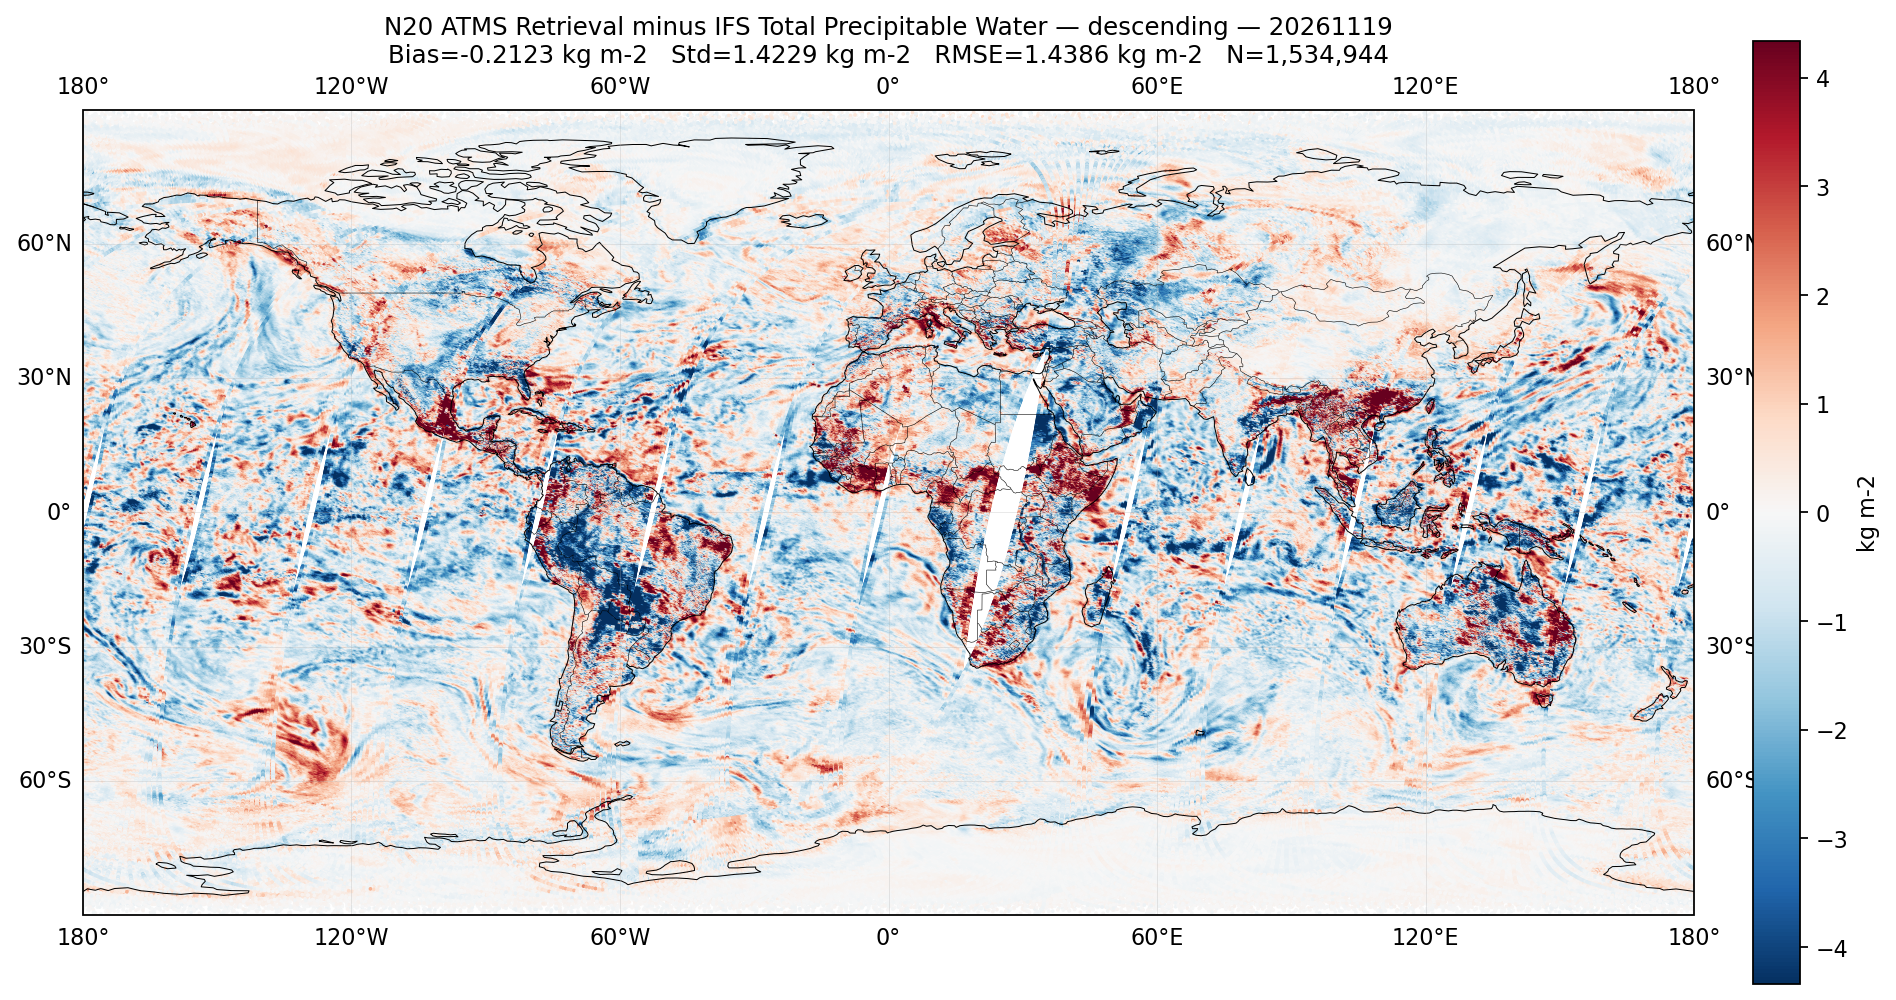 N20 ATMS Retrieval minus IFS Total Precipitable Water — descending — 20261119
Bias=-0.2123 kg m-2 Std=1.4229 kg m-2 RMSE=1.4386 kg m-2 N=1,534,944
180° 120°W 60°W 0° 60°E 120°E 180°
60°N 60°N
30°N 30°N
0° 0°
30°S 30°S
60°S 60°S
180° 120°W 60°W 0° 60°E 120°E 180°
4
3
2
1
0
−1
−2
−3
−4
kg m-2